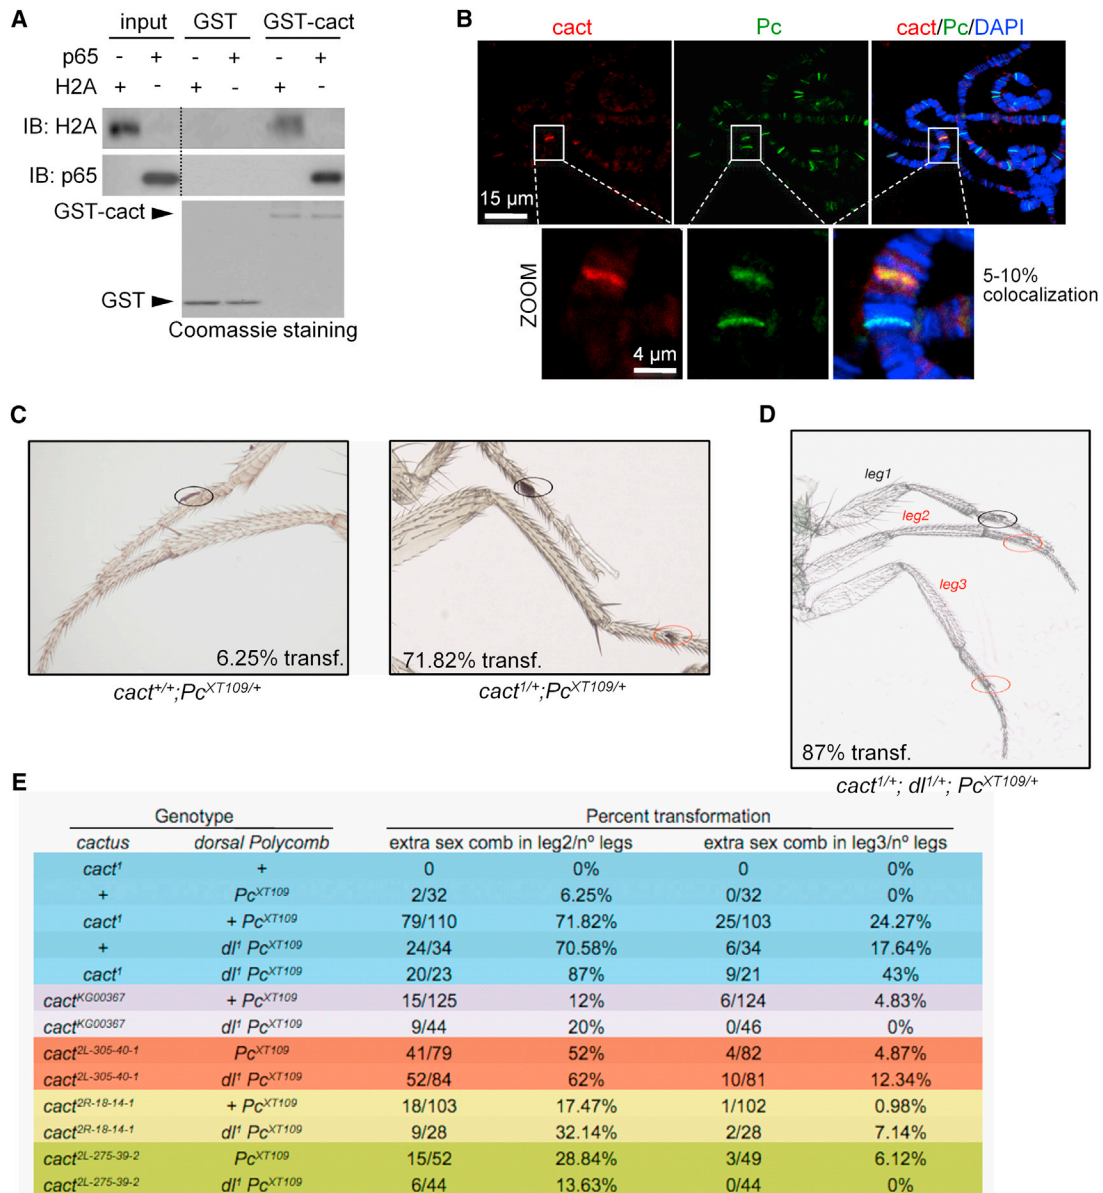 A
input GST GST-cact
p65 - + - + - +
H2A + - + - + -
IB: H2A
IB: p65
GST-cact
GST
Coomassie staining
B
cact Pc cact/Pc/DAPI
15 µm
ZOOM
4 µm
5-10%
colocalization
C
6.25% transf.
cact+/+;PcXT109/+
71.82% transf.
cact1/+;PcXT109/+
D
leg1
leg2
leg3
87% transf.
cact1/+; dl1/+; PcXT109/+
E
Genotype Percent transformation
cactus dorsal Polycomb extra sex comb in leg2/nº legs extra sex comb in leg3/nº legs
cact1 + 0 0% 0 0%
+ PcXT109 2/32 6.25% 0/32 0%
cact1 + PcXT109 79/110 71.82% 25/103 24.27%
+ dl1 PcXT109 24/34 70.58% 6/34 17.64%
cact1 dl1 PcXT109 20/23 87% 9/21 43%
cactKG00367 + PcXT109 15/125 12% 6/124 4.83%
cactKG00367 dl1 PcXT109 9/44 20% 0/46 0%
cact2L-305-40-1 PcXT109 41/79 52% 4/82 4.87%
cact2L-305-40-1 dl1 PcXT109 52/84 62% 10/81 12.34%
cact2R-18-14-1 + PcXT109 18/103 17.47% 1/102 0.98%
cact2R-18-14-1 dl1 PcXT109 9/28 32.14% 2/28 7.14%
cact2L-275-39-2 PcXT109 15/52 28.84% 3/49 6.12%
cact2L-275-39-2 dl1 PcXT109 6/44 13.63% 0/44 0%